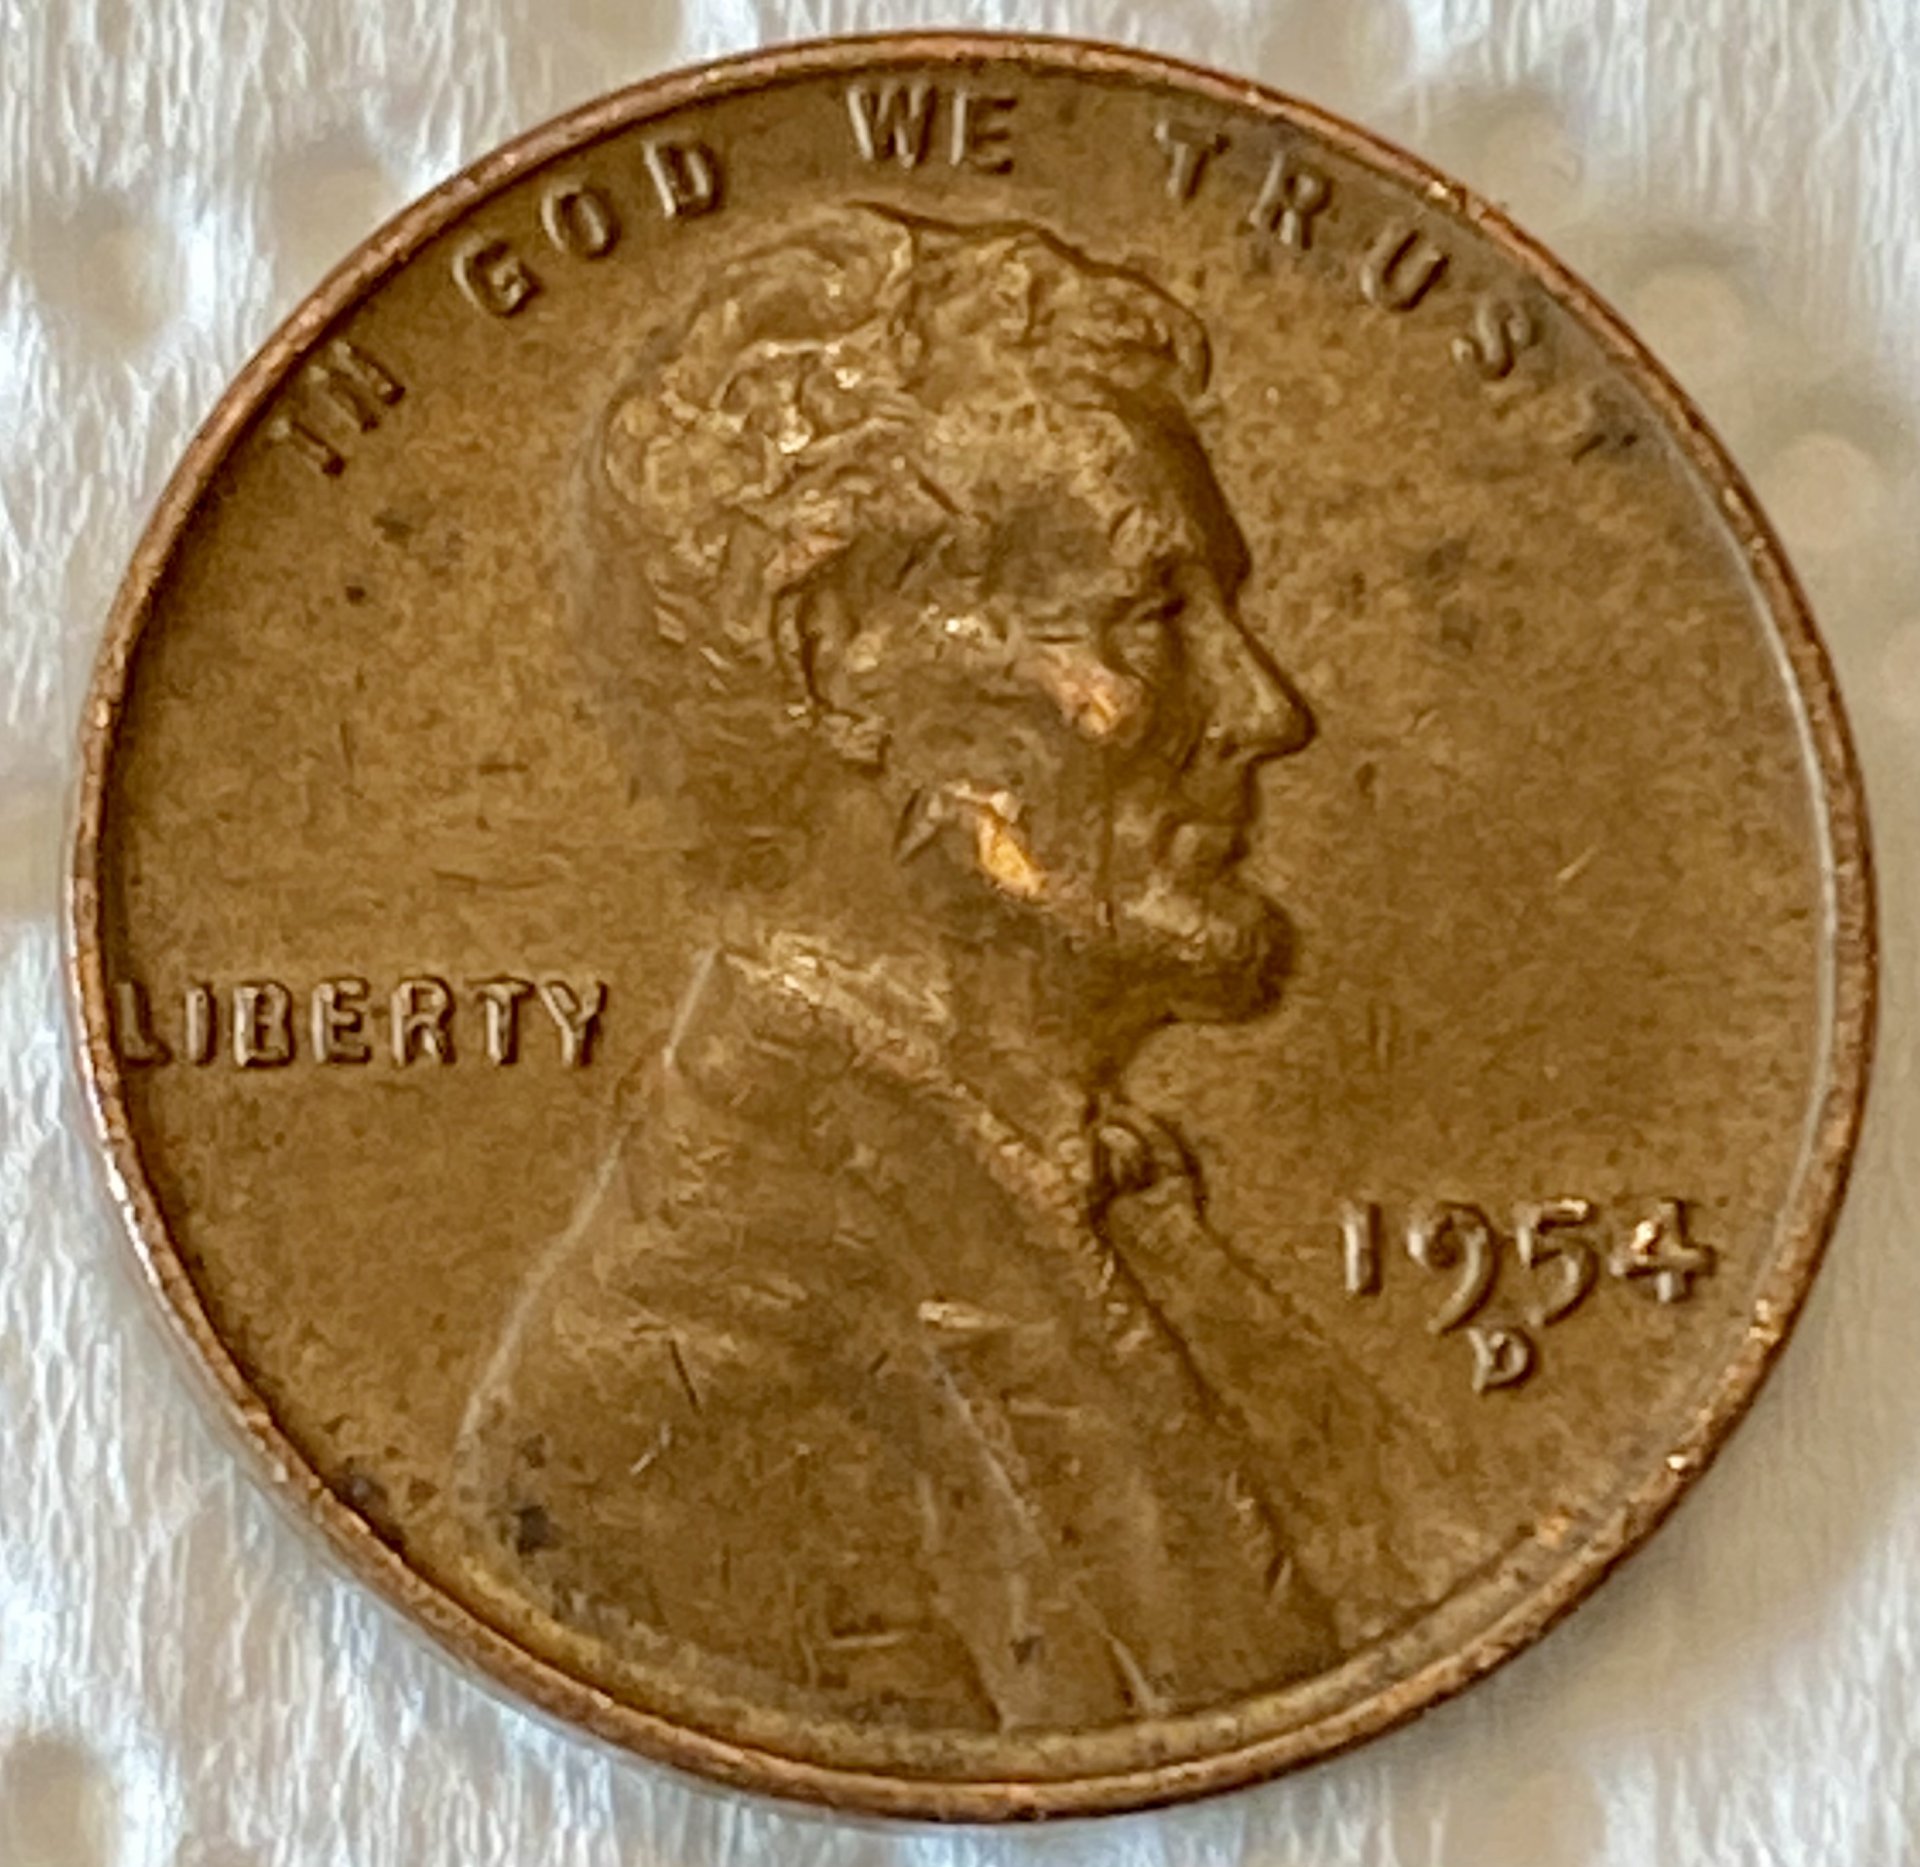 IN GOD WE TRUST
LIBERTY
1954
D